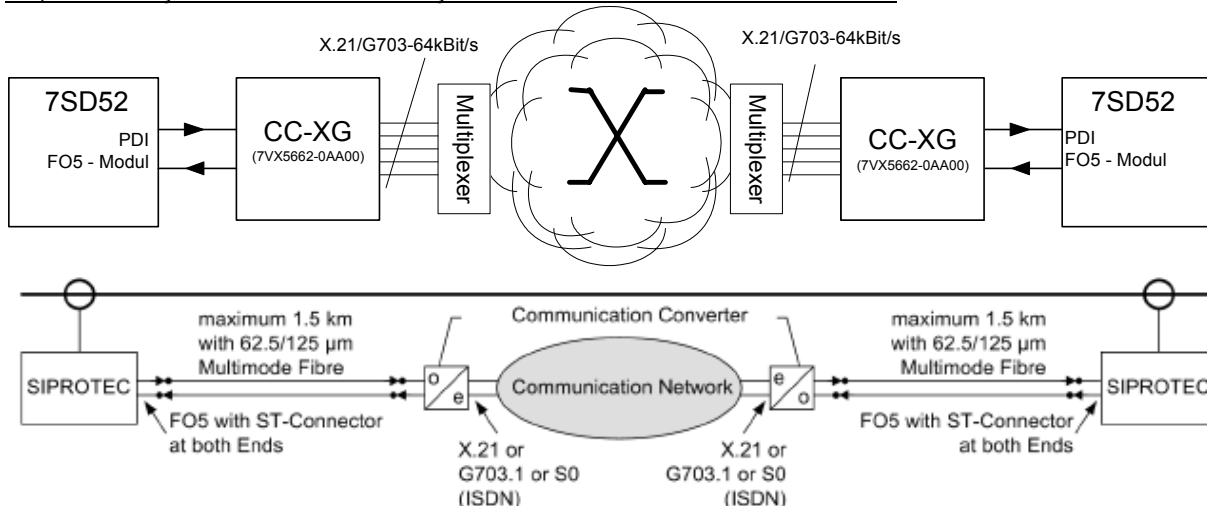 X.21/G703-64kBit/s
X.21/G703-64kBit/s
7SD52
PDI
FO5 - Modul
CC-XG
(7VX5662-0AA00)
Multiplexer
Multiplexer
CC-XG
(7VX5662-0AA00)
7SD52
PDI
FO5 - Modul
maximum 1.5 km
with 62.5/125 µm
Multimode Fibre
Communication Converter
maximum 1.5 km
with 62.5/125 µm
Multimode Fibre
SIPROTEC
o
e
Communication Network
e
o
SIPROTEC
FO5 with ST-Connector
at both Ends
X.21 or
G703.1 or S0
(ISDN)
X.21 or
G703.1 or S0
(ISDN)
FO5 with ST-Connector
at both Ends